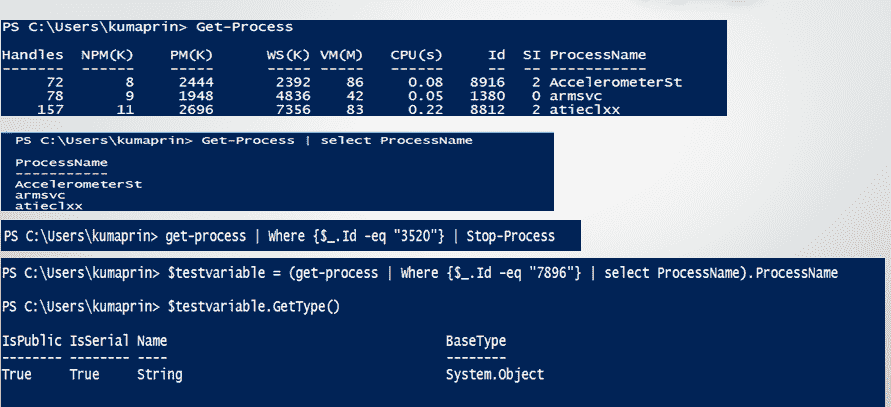 PS C:\Users\kumaprin> Get-Process
Handles NPM(K) PM(K) WS(K) VM(M) CPU(s) Id SI ProcessName
------- ------ ----- ----- ----- ------ -- -- -----------
72 8 2444 2392 86 0.08 8916 2 AccelerometerSt
78 9 1948 4836 42 0.05 1380 0 armsvc
157 11 2696 7356 83 0.22 8812 2 atieclxx
PS C:\Users\kumaprin> Get-Process | select ProcessName
ProcessName
-----------
AccelerometerSt
armsvc
atieclxx
PS C:\Users\kumaprin> get-process | Where {$_.Id -eq "3520"} | Stop-Process
PS C:\Users\kumaprin> $testvariable = (get-process | Where {$_.Id -eq "7896"} | select ProcessName).ProcessName
PS C:\Users\kumaprin> $testvariable.GetType()
IsPublic IsSerial Name BaseType
-------- -------- ---- --------
True True String System.Object